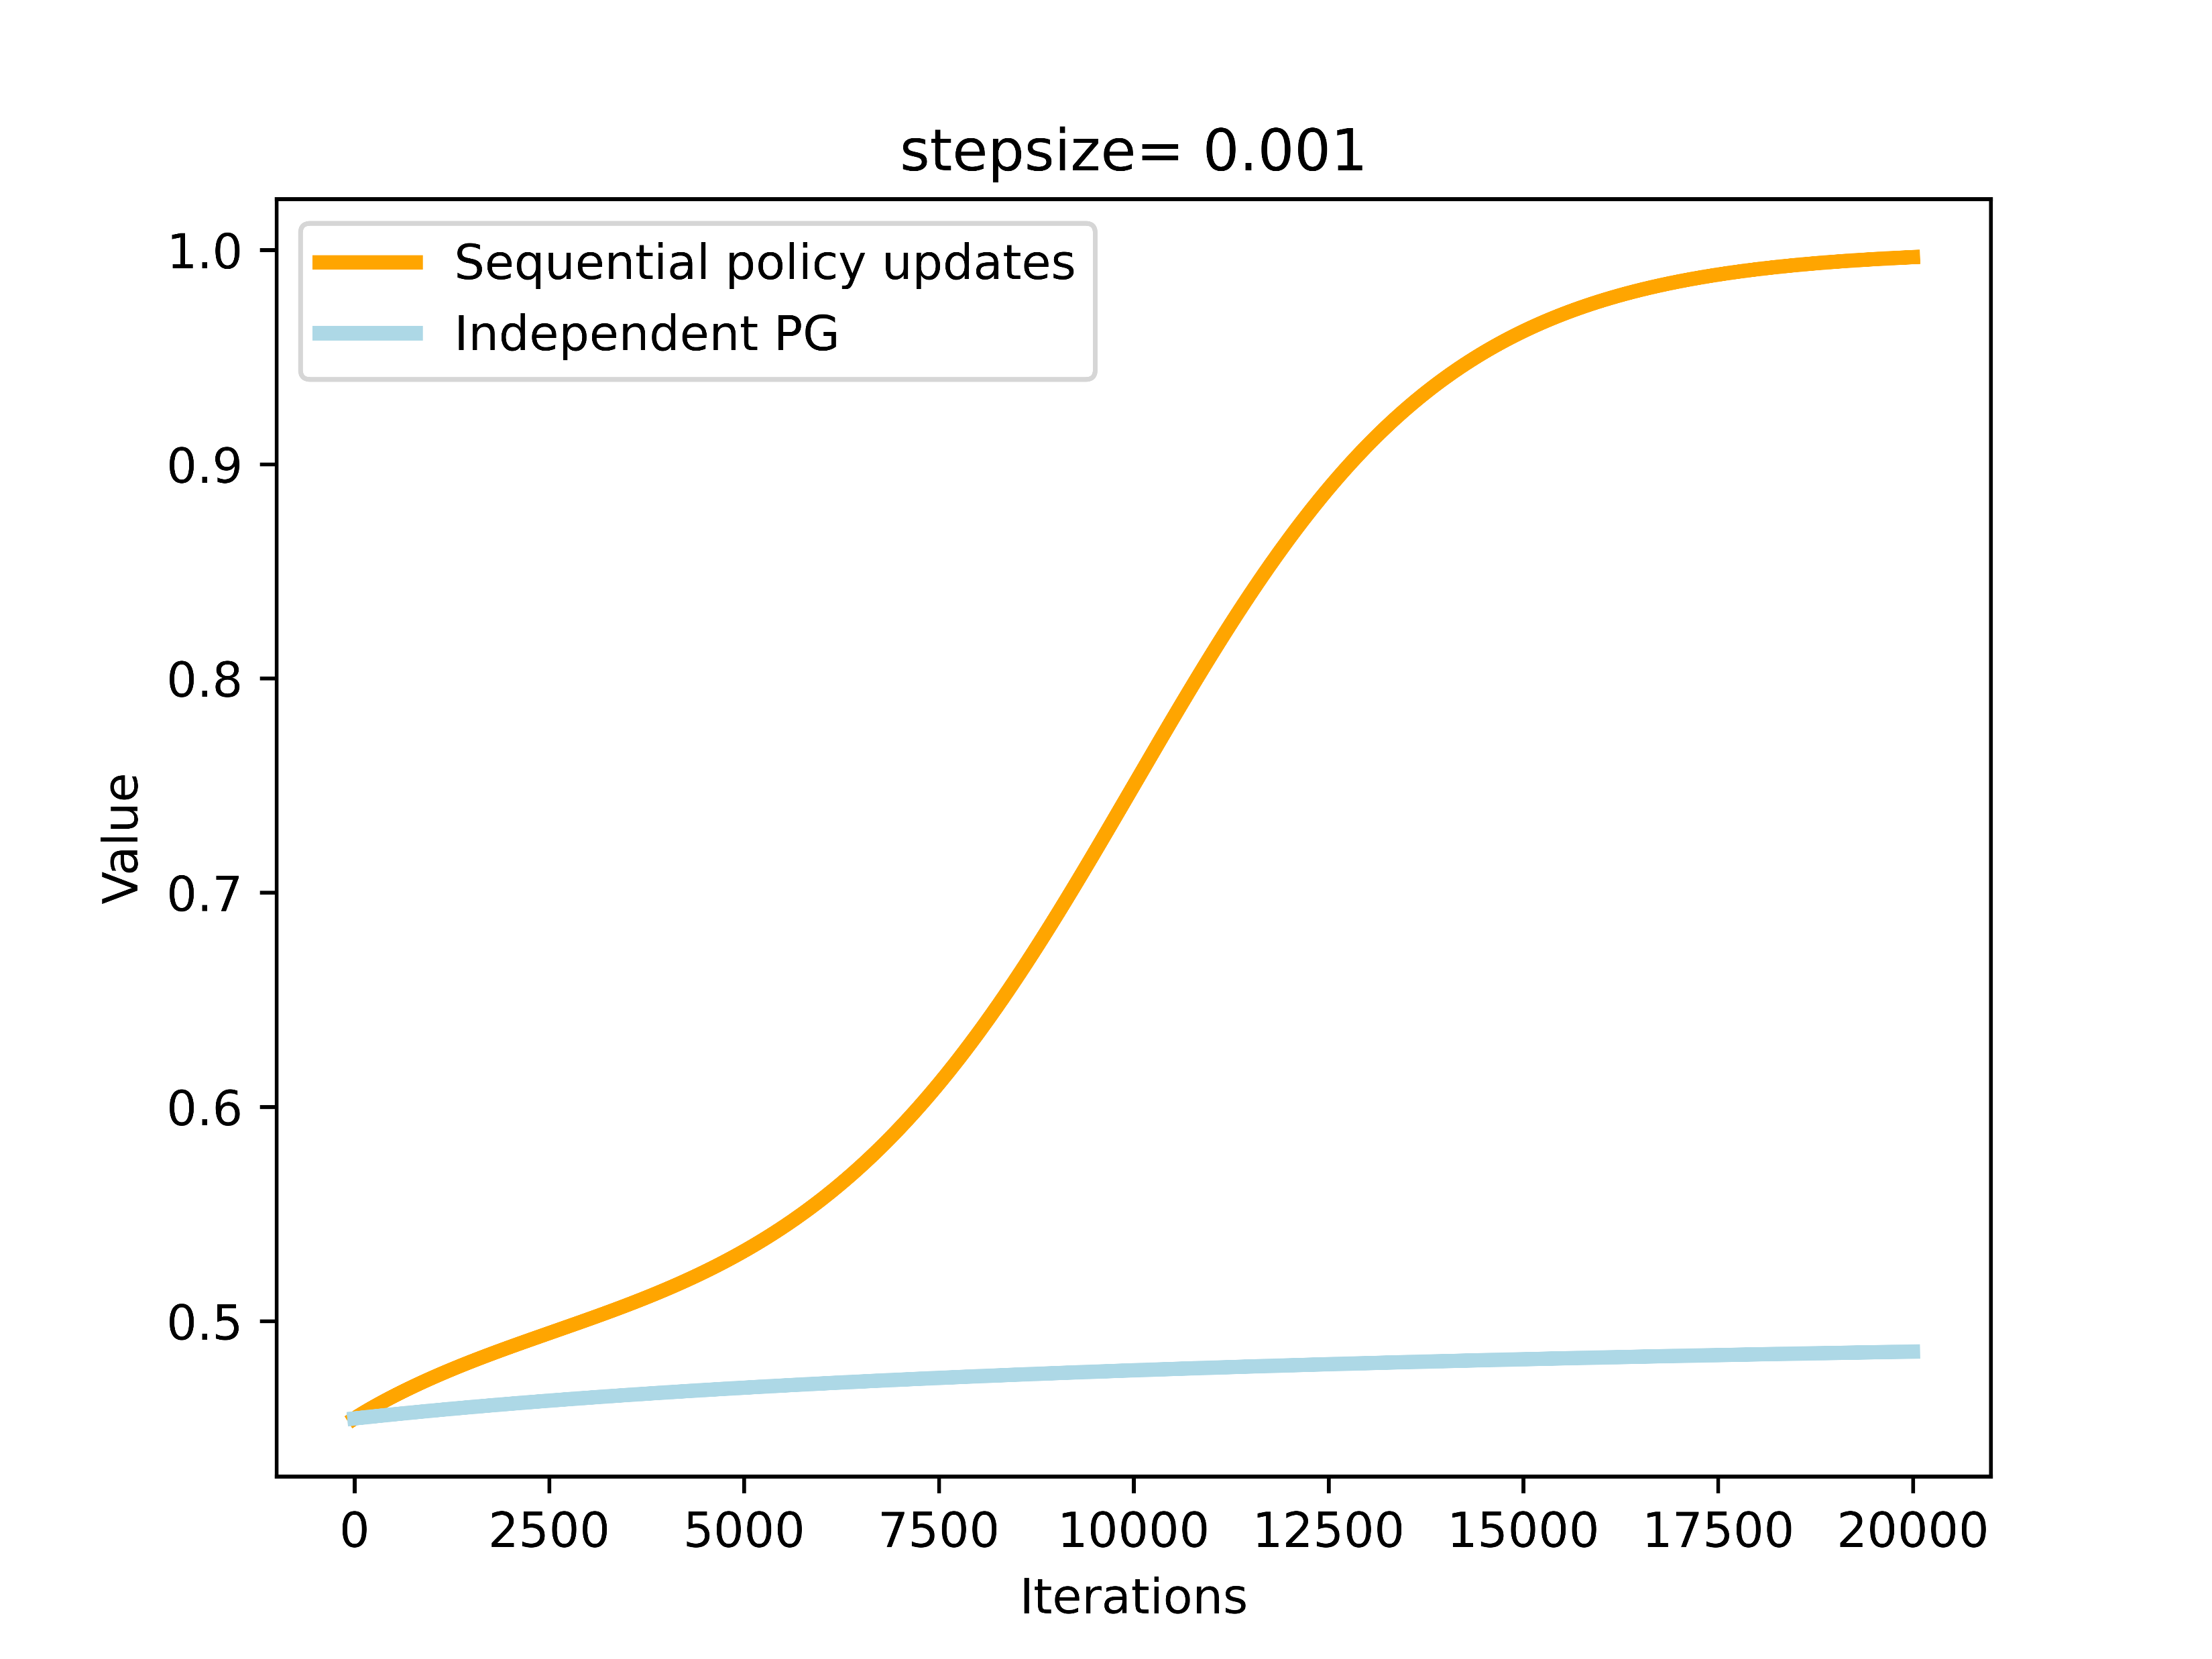 stepsize= 0.001
Sequential policy updates
Independent PG
1.0
0.9
0.8
0.7
0.6
0.5
Value
0 2500 5000 7500 10000 12500 15000 17500 20000
Iterations